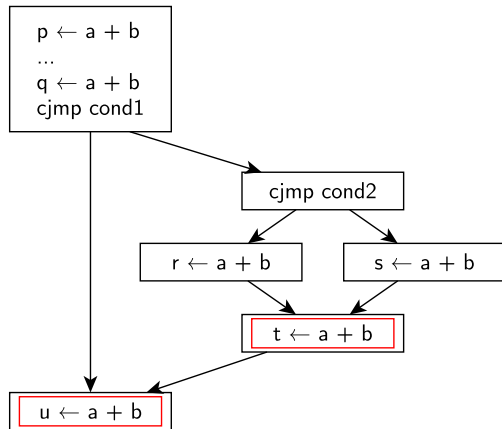 p ← a + b
...
q ← a + b
cjmp cond1
cjmp cond2
r ← a + b
s ← a + b
t ← a + b
u ← a + b